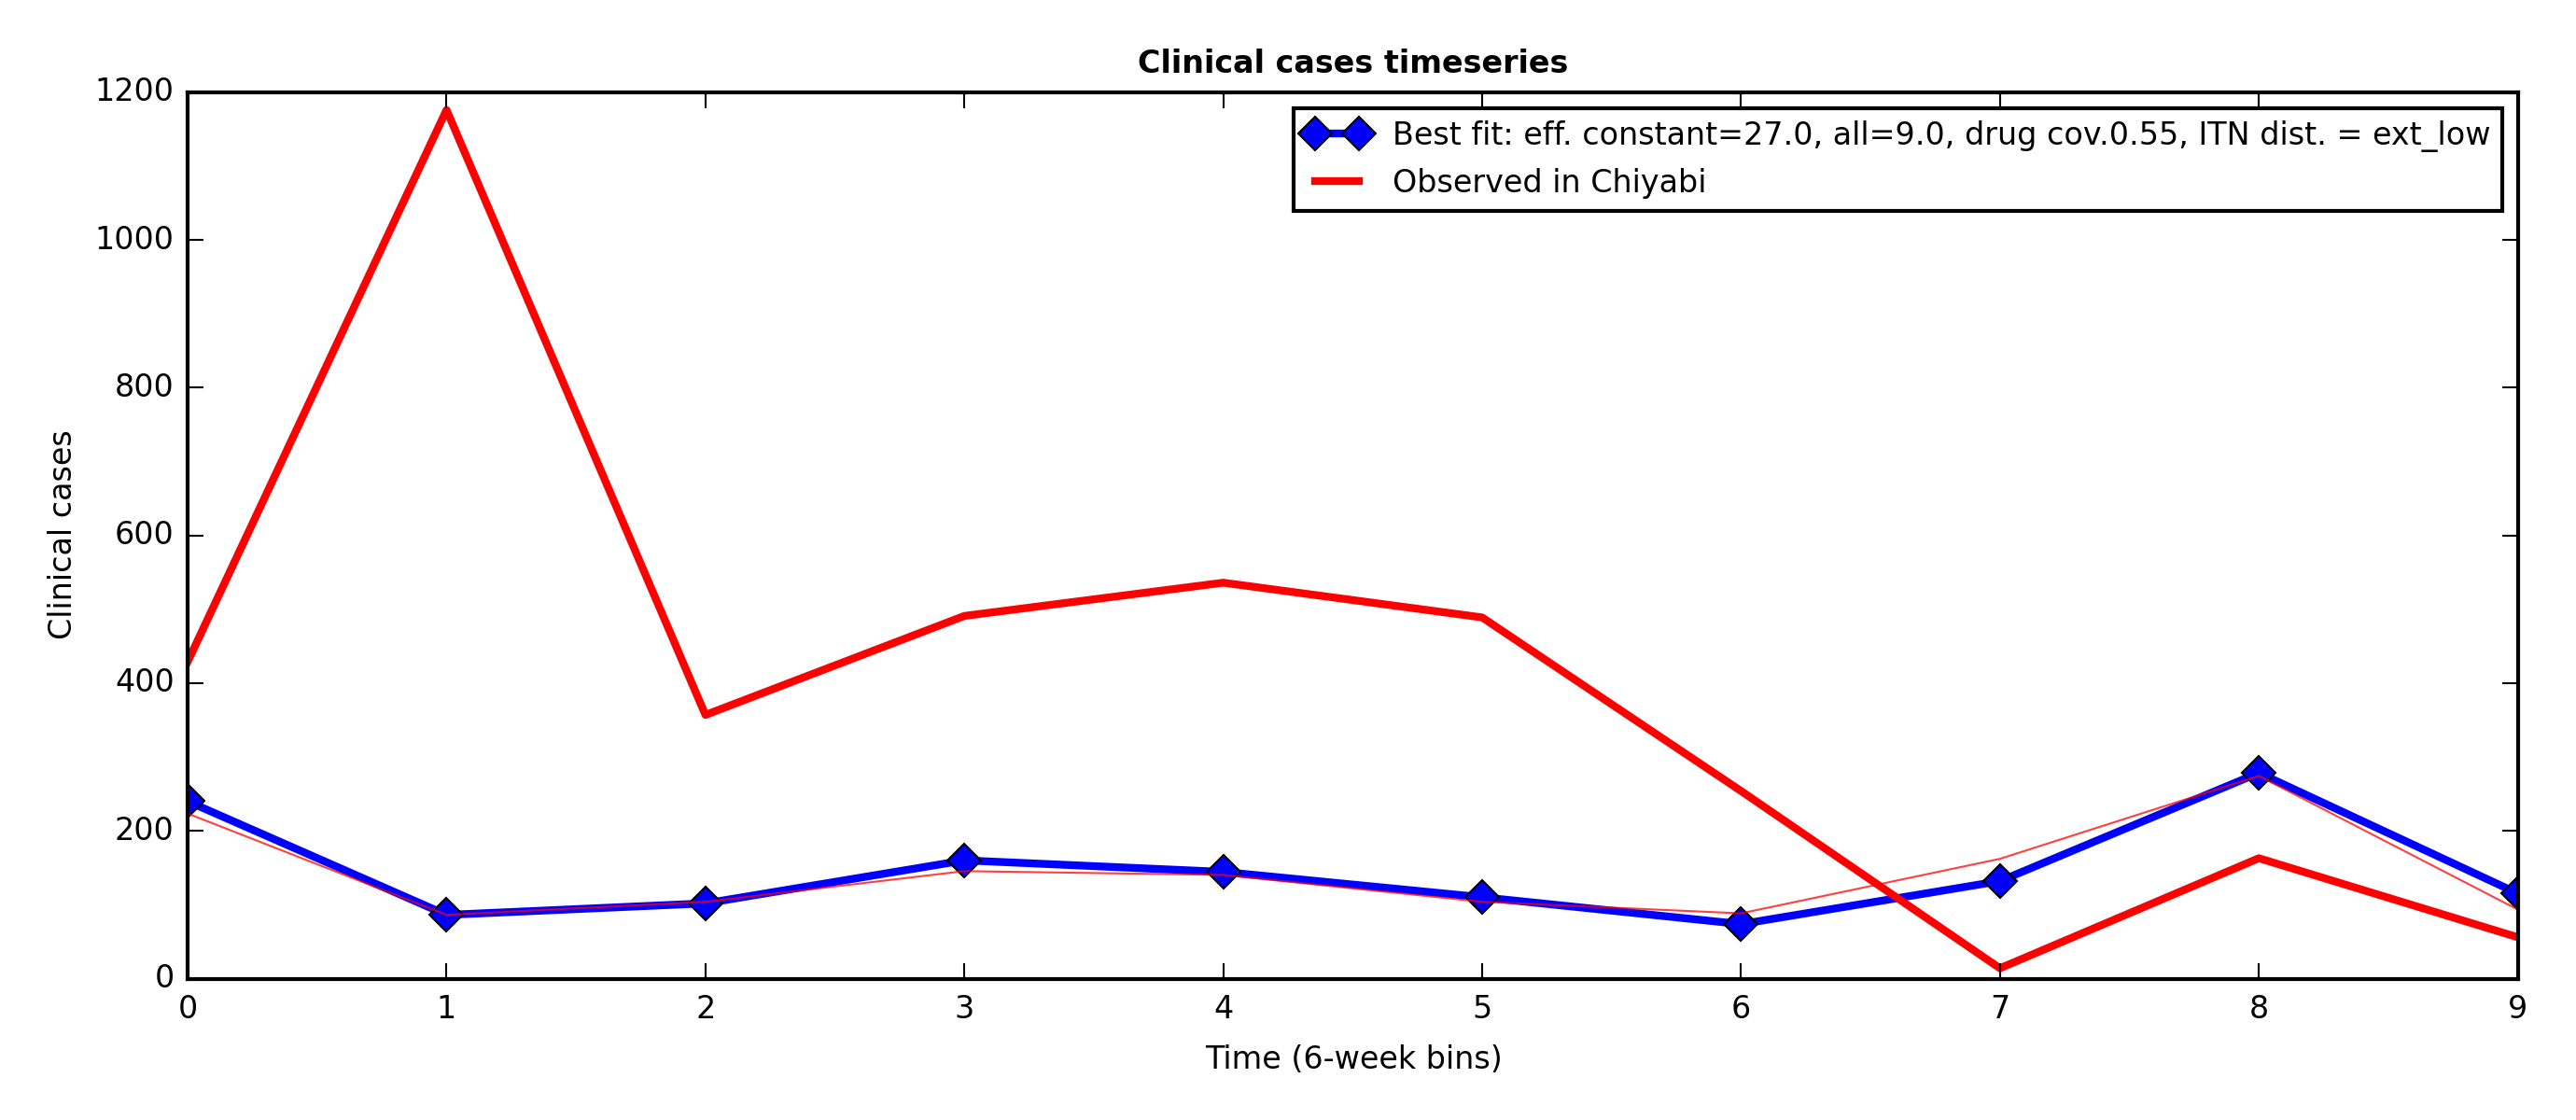 Clinical cases timeseries
1200
1000
800
600
400
200
0
Clinical cases
Best fit: eff. constant=27.0, all=9.0, drug cov.0.55, ITN dist. = ext_low
Observed in Chiyabi
0 1 2 3 4 5 6 7 8 9
Time (6-week bins)